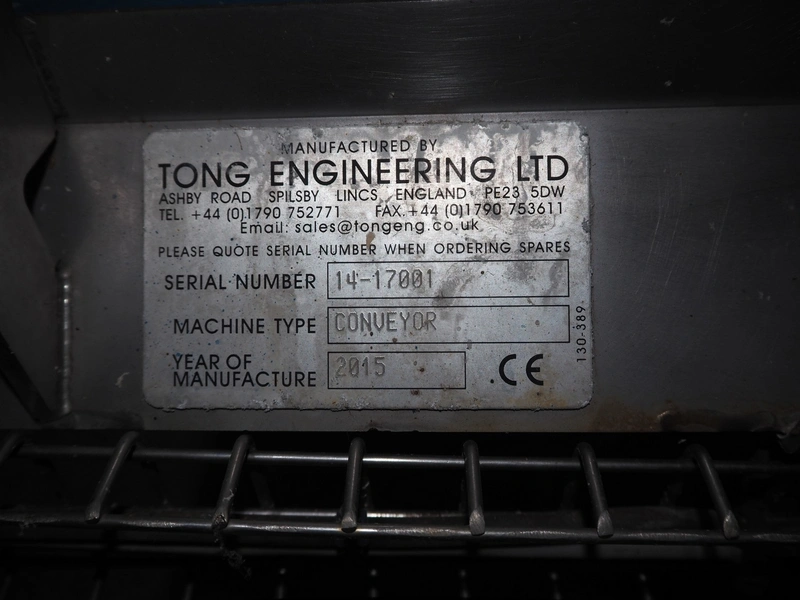 MANUFACTURED BY
TONG ENGINEERING LTD
ASHBY ROAD SPILSBY LINCS ENGLAND PE23 5DW
TEL. +44 (0)1790 752771 FAX.+44 (0)1790 753611
Email: sales@tongeng.co.uk
PLEASE QUOTE SERIAL NUMBER WHEN ORDERING SPARES
SERIAL NUMBER 14-17001
MACHINE TYPE CONVEYOR
YEAR OF
MANUFACTURE 2015
CE
130-389